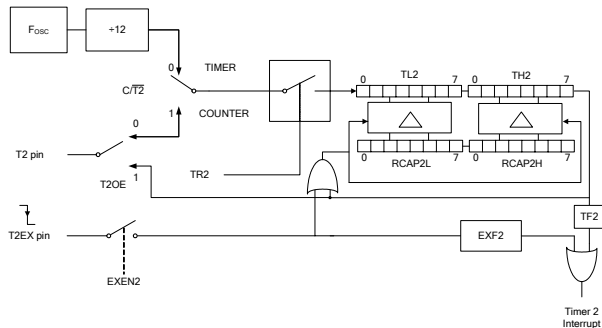 FOSC
÷12
0
TIMER
C/T2
1
COUNTER
0
T2 pin
T2OE
1
TR2
0
TL2
7
0
TH2
7
0
RCAP2L
7
0
RCAP2H
7
TF2
T2EX pin
EXF2
EXEN2
Timer 2
Interrupt